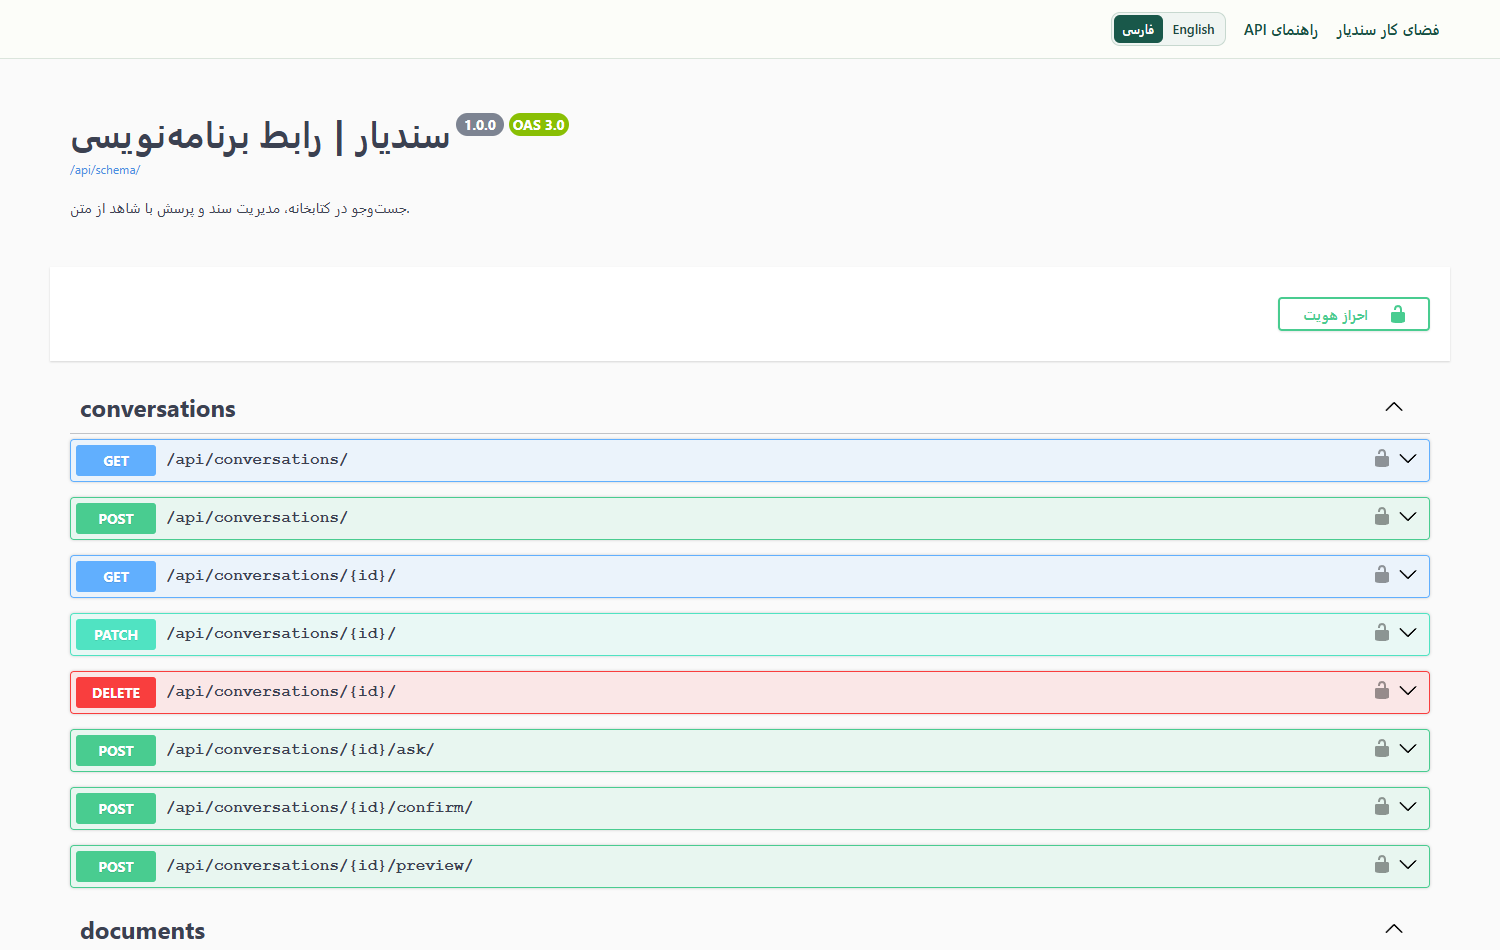 فضای کار سندیار راهنمای API English فارسی
سندیار | رابط برنامه‌نویسی 1.0.0 OAS 3.0
/api/schema/
جست‌وجو در کتابخانه، مدیریت سند و پرسش با شاهد از متن.
احراز هویت
conversations
GET /api/conversations/
POST /api/conversations/
GET /api/conversations/{id}/
PATCH /api/conversations/{id}/
DELETE /api/conversations/{id}/
POST /api/conversations/{id}/ask/
POST /api/conversations/{id}/confirm/
POST /api/conversations/{id}/preview/
documents